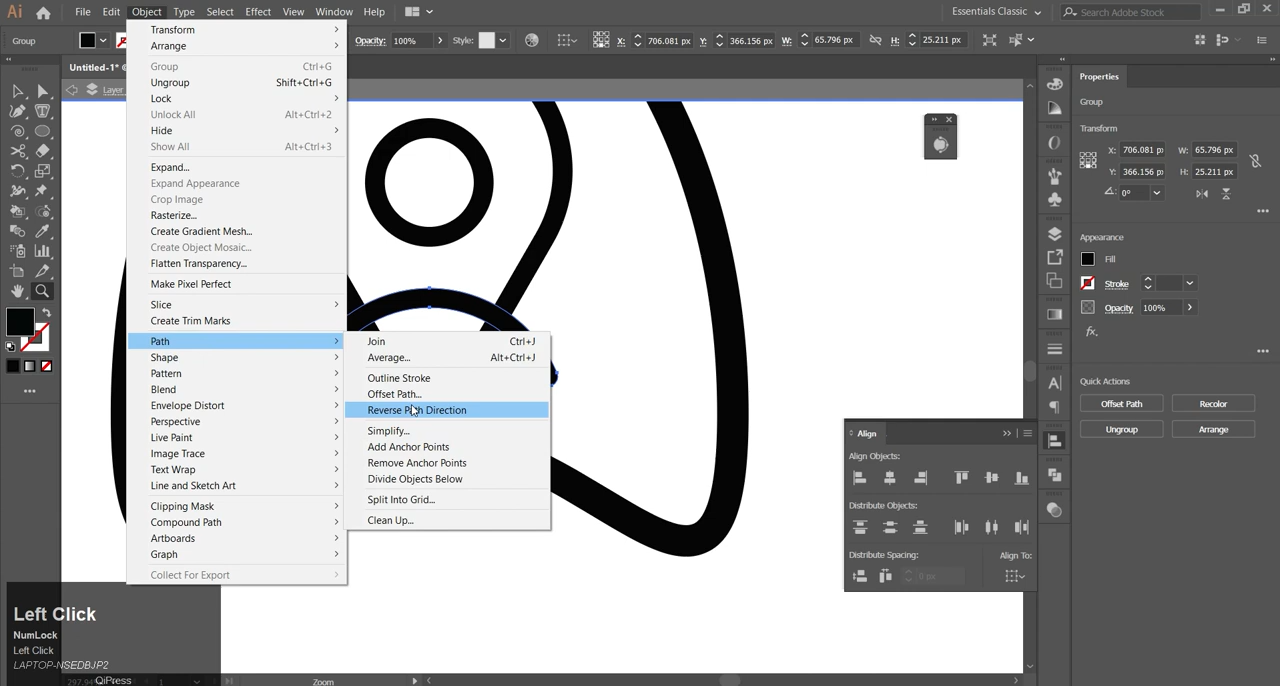 Ai
File Edit Object Type Select Effect View Window Help
Essentials Classic
Search Adobe Stock
Group
Opacity: 100%
Style:
X: 706.081 px Y: 366.156 px W: 65.796 px H: 25.211 px
Untitled-1*
Layer
Transform
Arrange
Group Ctrl+G
Ungroup Shift+Ctrl+G
Lock
Unlock All Alt+Ctrl+2
Hide
Show All Alt+Ctrl+3
Expand...
Expand Appearance
Crop Image
Rasterize...
Create Gradient Mesh...
Create Object Mosaic...
Flatten Transparency...
Make Pixel Perfect
Slice
Create Trim Marks
Path
Shape
Pattern
Blend
Envelope Distort
Perspective
Live Paint
Image Trace
Text Wrap
Line and Sketch Art
Clipping Mask
Compound Path
Artboards
Graph
Collect For Export
Join Ctrl+J
Average... Alt+Ctrl+J
Outline Stroke
Offset Path...
Reverse Path Direction
Simplify...
Add Anchor Points
Remove Anchor Points
Divide Objects Below
Split Into Grid...
Clean Up...
Properties
Group
Transform
X: 706.081 p W: 65.796 px
Y: 366.156 p H: 25.211 px
0°
Appearance
Fill
Stroke
Opacity 100%
fx.
Quick Actions
Offset Path Recolor
Ungroup Arrange
Align
Align Objects:
Distribute Objects:
Distribute Spacing: Align To:
0 px
Left Click
NumLock
Left Click
LAPTOP-NSEDBJP2
QiPress
297.94
1
Zoom